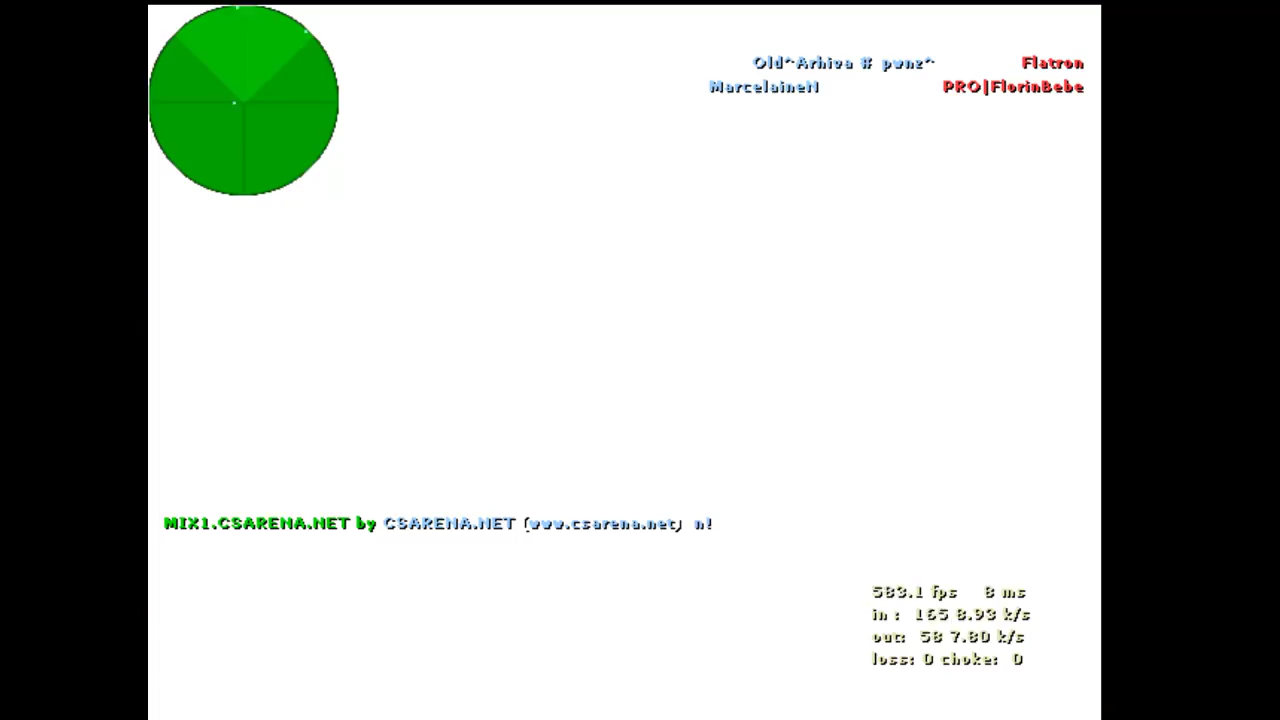 Old^Arhiva # pwnz^ Flatron
MarcelaineN PRO|FlorinBebe
MIX1.CSARENA.NET by CSARENA.NET (www.csarena.net) n!
583.1 fps 8 ms
in : 165 8.93 k/s
out: 58 7.80 k/s
loss: 0 choke: 0